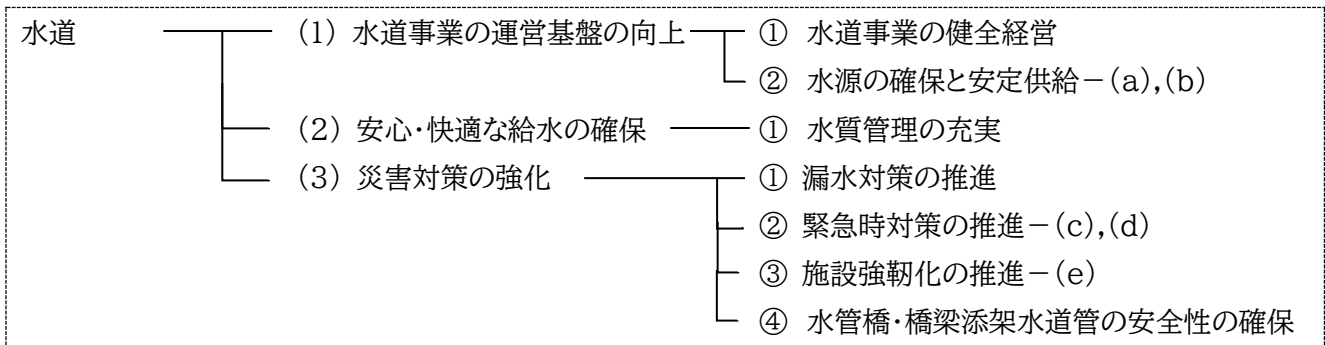 水道 (1) 水道事業の運営基盤の向上 ① 水道事業の健全経営
② 水源の確保と安定供給－(a),(b)
(2) 安心・快適な給水の確保 ① 水質管理の充実
(3) 災害対策の強化 ① 漏水対策の推進
② 緊急時対策の推進－(c),(d)
③ 施設強靭化の推進－(e)
④ 水管橋・橋梁添架水道管の安全性の確保